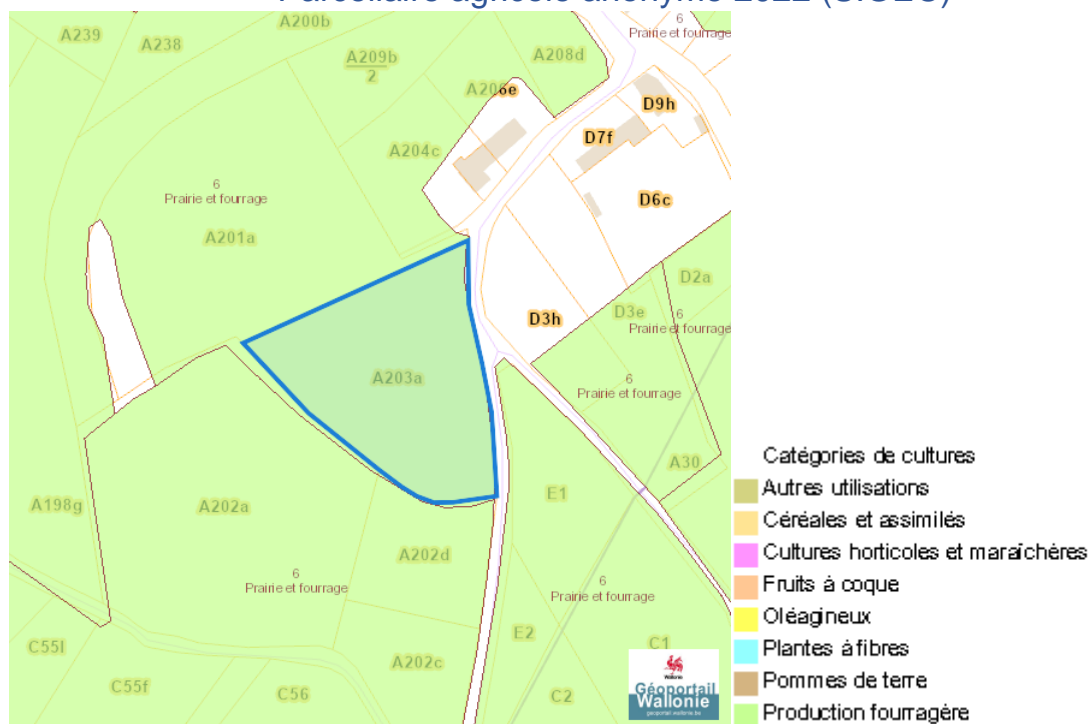 Parcellaire agricole anonyme 2022 (SIGEC)
A239
A238
A200b
A209b
2
A208d
6
Prairie et fourrage
6e
D9h
D7f
A204c
D6c
6
Prairie et fourrage
A201a
D2a
D3h
D3e
6
Prairie et fourrage
A203a
6
Prairie et fourrage
A30
A198g
A202a
E1
A202d
6
Prairie et fourrage
6
Prairie et fourrage
C55l
E2
C1
A202c
C55f
C56
C2
Wallonie
Géoportail
Wallonie
geoportail.wallonie.be
Catégories de cultures
Autres utilisations
Céréales et assimilés
Cultures horticoles et maraîchères
Fruits à coque
Oléagineux
Plantes à fibres
Pommes de terre
Production fourragère